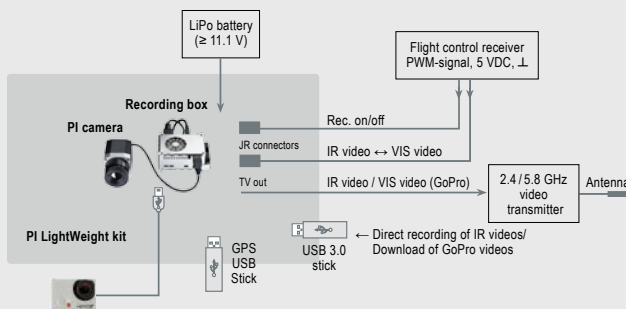 LiPo battery
(≥ 11.1 V)
Flight control receiver
PWM-signal, 5 VDC, ⊥
Recording box
PI camera
Rec. on/off
JR connectors
IR video ↔ VIS video
TV out
IR video / VIS video (GoPro)
2.4 / 5.8 GHz
video
transmitter
Antenna
PI LightWeight kit
GPS
USB
Stick
USB 3.0
stick
← Direct recording of IR videos/
Download of GoPro videos